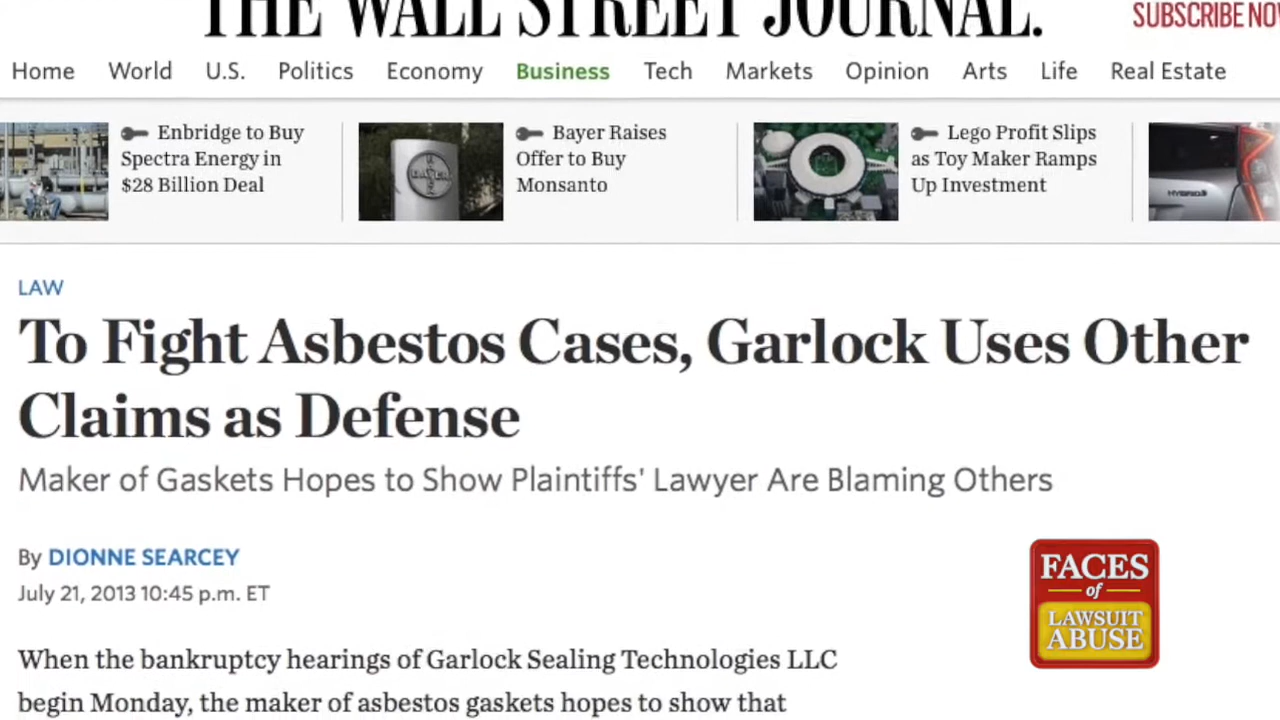 THE WALL STREET JOURNAL.
SUBSCRIBE NOW
Home World U.S. Politics Economy Business Tech Markets Opinion Arts Life Real Estate
Enbridge to Buy
Spectra Energy in
$28 Billion Deal
BAYER
Bayer Raises
Offer to Buy
Monsanto
Lego Profit Slips
as Toy Maker Ramps
Up Investment
HYBRID
LAW
To Fight Asbestos Cases, Garlock Uses Other
Claims as Defense
Maker of Gaskets Hopes to Show Plaintiffs' Lawyer Are Blaming Others
By DIONNE SEARCEY
July 21, 2013 10:45 p.m. ET
FACES
of
LAWSUIT
ABUSE
When the bankruptcy hearings of Garlock Sealing Technologies LLC
begin Monday, the maker of asbestos gaskets hopes to show that